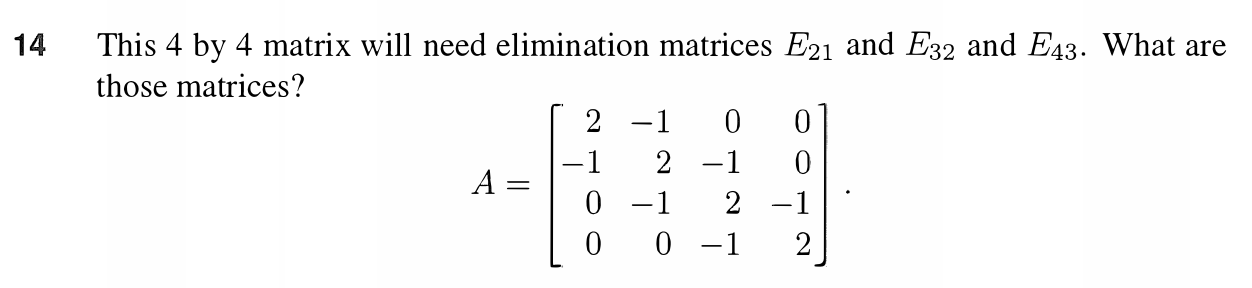 14 This 4 by 4 matrix will need elimination matrices E₂₁ and E₃₂ and E₄₃. What are
those matrices?
A = [ 2 −1 0 0
−1 2 −1 0
0 −1 2 −1
0 0 −1 2 ] .